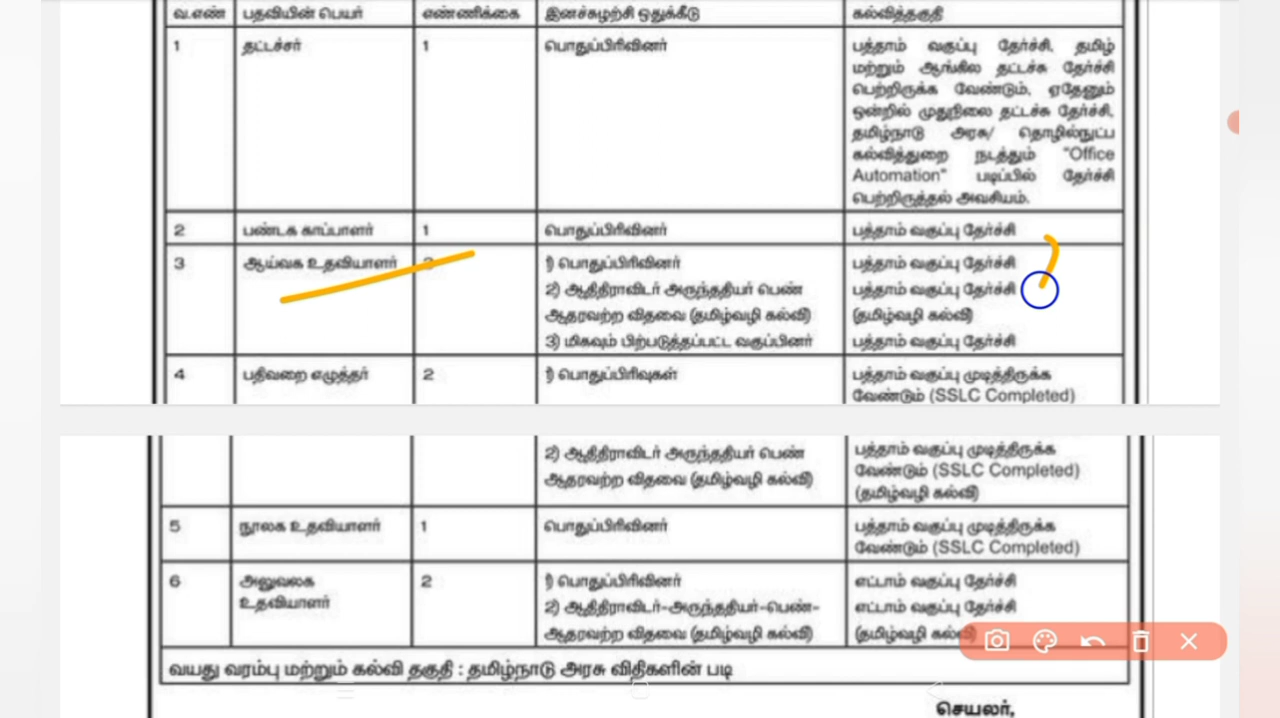 வ.எண் பதவியின் பெயர் எண்ணிக்கை இனச்சுழற்சி ஒதுக்கீடு கல்வித்தகுதி
1 தட்டச்சர் 1 பொதுப்பிரிவினர் பத்தாம் வகுப்பு தேர்ச்சி, தமிழ்
மற்றும் ஆங்கில தட்டச்சு தேர்ச்சி
பெற்றிருக்க வேண்டும், ஏதேனும்
ஒன்றில் முதுநிலை தட்டச்சு தேர்ச்சி,
தமிழ்நாடு அரசு/ தொழில்நுட்ப
கல்வித்துறை நடத்தும் "Office
Automation" படிப்பில் தேர்ச்சி
பெற்றிருத்தல் அவசியம்.
2 பண்டக காப்பாளர் 1 பொதுப்பிரிவினர் பத்தாம் வகுப்பு தேர்ச்சி
3 ஆய்வக உதவியாளர் 1) பொதுப்பிரிவினர் பத்தாம் வகுப்பு தேர்ச்சி
2) ஆதிதிராவிடர் அருந்ததியர் பெண் பத்தாம் வகுப்பு தேர்ச்சி
ஆதரவற்ற விதவை (தமிழ்வழி கல்வி) (தமிழ்வழி கல்வி)
3) மிகவும் பிற்படுத்தப்பட்ட வகுப்பினர் பத்தாம் வகுப்பு தேர்ச்சி
4 பதிவறை எழுத்தர் 2 1) பொதுப்பிரிவுகள் பத்தாம் வகுப்பு முடித்திருக்க
வேண்டும் (SSLC Completed)
2) ஆதிதிராவிடர் அருந்ததியர் பெண் பத்தாம் வகுப்பு முடித்திருக்க
ஆதரவற்ற விதவை (தமிழ்வழி கல்வி) வேண்டும் (SSLC Completed)
(தமிழ்வழி கல்வி)
5 நூலக உதவியாளர் 1 பொதுப்பிரிவினர் பத்தாம் வகுப்பு முடித்திருக்க
வேண்டும் (SSLC Completed)
6 அலுவலக 2 1) பொதுப்பிரிவினர் எட்டாம் வகுப்பு தேர்ச்சி
உதவியாளர் 2) ஆதிதிராவிடர்-அருந்ததியர்-பெண்- எட்டாம் வகுப்பு தேர்ச்சி
ஆதரவற்ற விதவை (தமிழ்வழி கல்வி) (தமிழ்வழி கல்வி)
வயது வரம்பு மற்றும் கல்வி தகுதி : தமிழ்நாடு அரசு விதிகளின் படி
செயலர்,